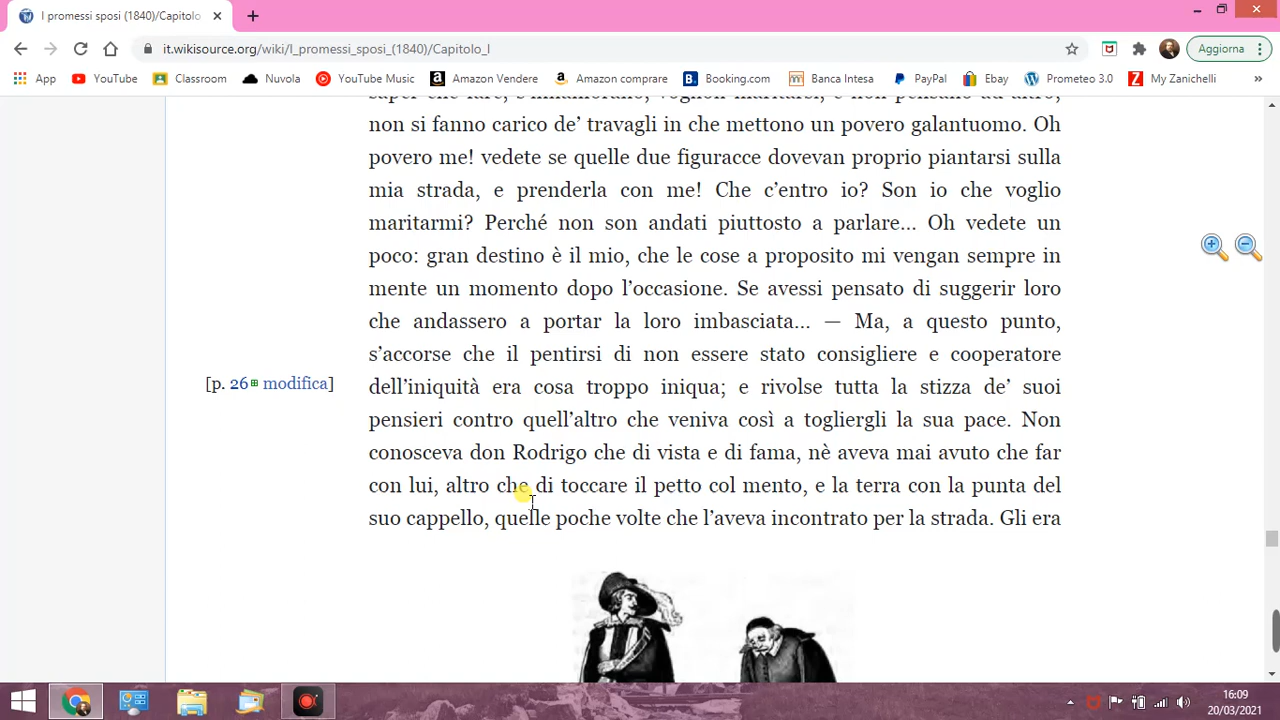 I promessi sposi (1840)/Capitolo
it.wikisource.org/wiki/I_promessi_sposi_(1840)/Capitolo_I
Aggiorna
App YouTube Classroom Nuvola YouTube Music Amazon Vendere Amazon comprare Booking.com Banca Intesa PayPal Ebay Prometeo 3.0 My Zanichelli »
saper che fare, s'innamorano, voglion maritarsi, e non pensano ad altro;
non si fanno carico de' travagli in che mettono un povero galantuomo. Oh
povero me! vedete se quelle due figuracce dovevan proprio piantarsi sulla
mia strada, e prenderla con me! Che c'entro io? Son io che voglio
maritarmi? Perché non son andati piuttosto a parlare... Oh vedete un
poco: gran destino è il mio, che le cose a proposito mi vengan sempre in
mente un momento dopo l'occasione. Se avessi pensato di suggerir loro
che andassero a portar la loro imbasciata... — Ma, a questo punto,
s'accorse che il pentirsi di non essere stato consigliere e cooperatore
[p. 26 modifica]
dell'iniquità era cosa troppo iniqua; e rivolse tutta la stizza de' suoi
pensieri contro quell'altro che veniva così a togliergli la sua pace. Non
conosceva don Rodrigo che di vista e di fama, nè aveva mai avuto che far
con lui, altro che di toccare il petto col mento, e la terra con la punta del
suo cappello, quelle poche volte che l'aveva incontrato per la strada. Gli era
16:09
20/03/2021